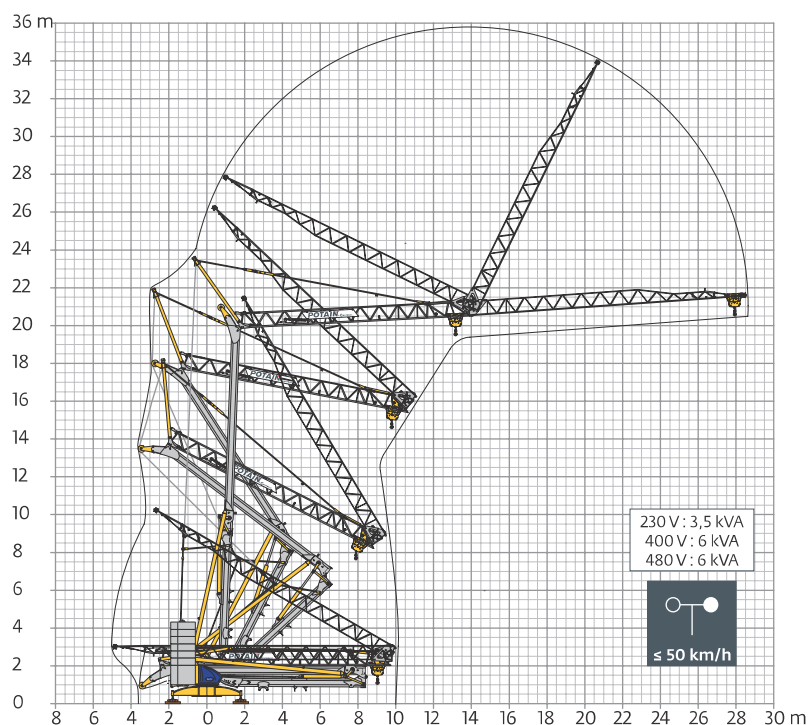 36 m
34
32
30
28
26
24
22
20
18
16
14
12
10
8
6
4
2
0
POTAIN
POTAIN
POTAIN
POTAIN
230 V : 3,5 kVA
400 V : 6 kVA
480 V : 6 kVA
≤ 50 km/h
8 6 4 2 0 2 4 6 8 10 12 14 16 18 20 22 24 26 28 30 m